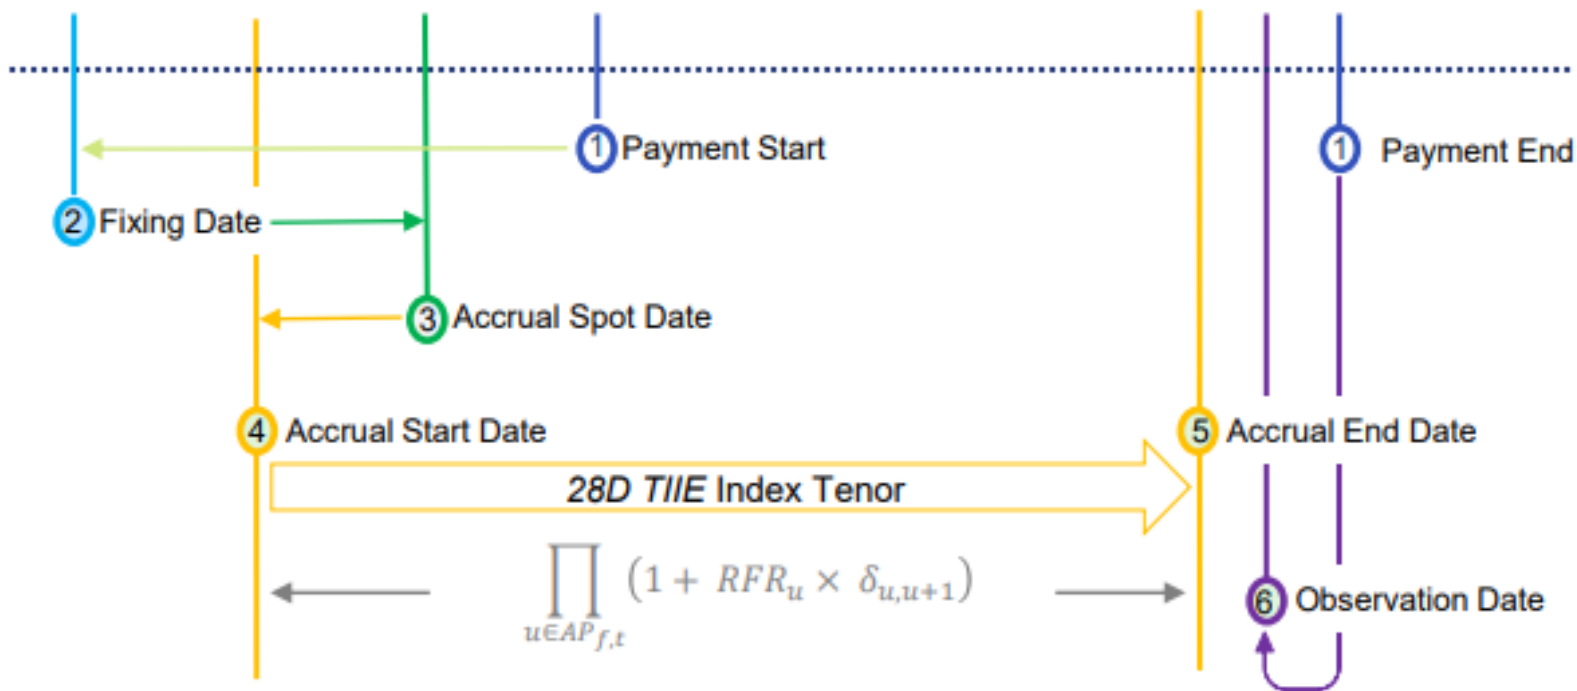 1 Payment Start
1 Payment End
2 Fixing Date
3 Accrual Spot Date
4 Accrual Start Date
5 Accrual End Date
28D TIIE Index Tenor
∏ (1 + RFRᵤ × δᵤ,ᵤ₊₁)
u∈AP_{f,t}
6 Observation Date